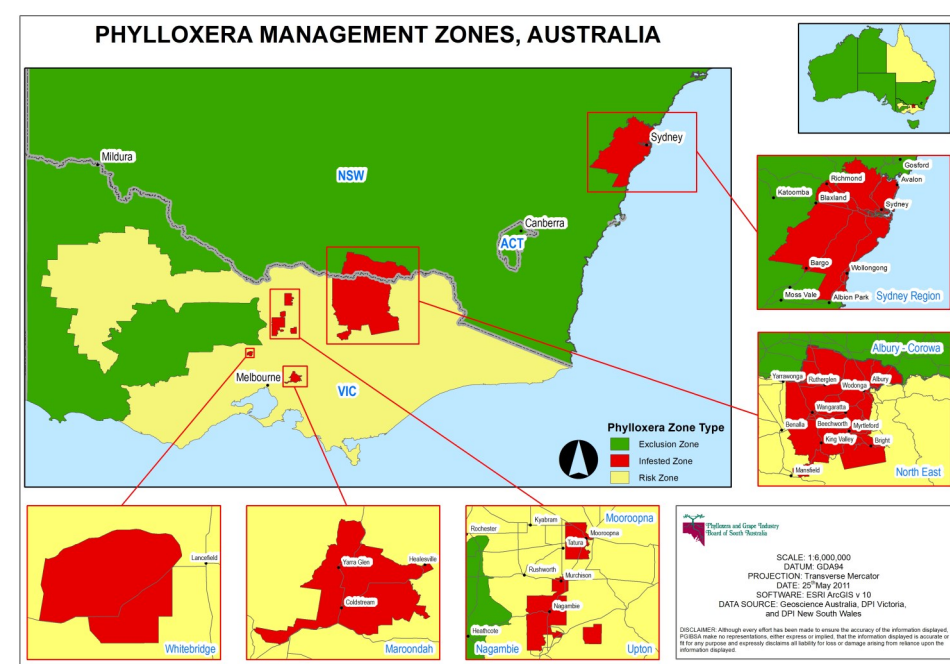 PHYLLOXERA MANAGEMENT ZONES, AUSTRALIA
Mildura
NSW
Sydney
Canberra
ACT
Melbourne
VIC
Phylloxera Zone Type
Exclusion Zone
Infested Zone
Risk Zone
Gosford
Richmond
Avalon
Katoomba
Blaxland
Sydney
Bargo
Wollongong
Moss Vale
Albion Park
Sydney Region
Albury - Corowa
Yarrawonga
Rutherglen
Albury
Wodonga
Wangaratta
Benalla
Beechworth
Myrtleford
King Valley
Bright
Mansfield
North East
Lancefield
Whitebridge
Yarra Glen
Healesville
Coldstream
Maroondah
Mooroopna
Rochester
Kyabram
Mooroopna
Tatura
Rushworth
Murchison
Nagambie
Heathcote
Nagambie
Upton
Phylloxera and Grape Industry
Board of South Australia
SCALE: 1:6,000,000
DATUM: GDA94
PROJECTION: Transverse Mercator
DATE: 25thMay 2011
SOFTWARE: ESRI ArcGIS v 10
DATA SOURCE: Geoscience Australia, DPI Victoria,
and DPI New South Wales
DISCLAIMER: Although every effort has been made to ensure the accuracy of the information displayed,
PGIBSA make no representations, either express or implied, that the information displayed is accurate or
fit for any purpose and expressly disclaims all liability for loss or damage arising from reliance upon the
information displayed.